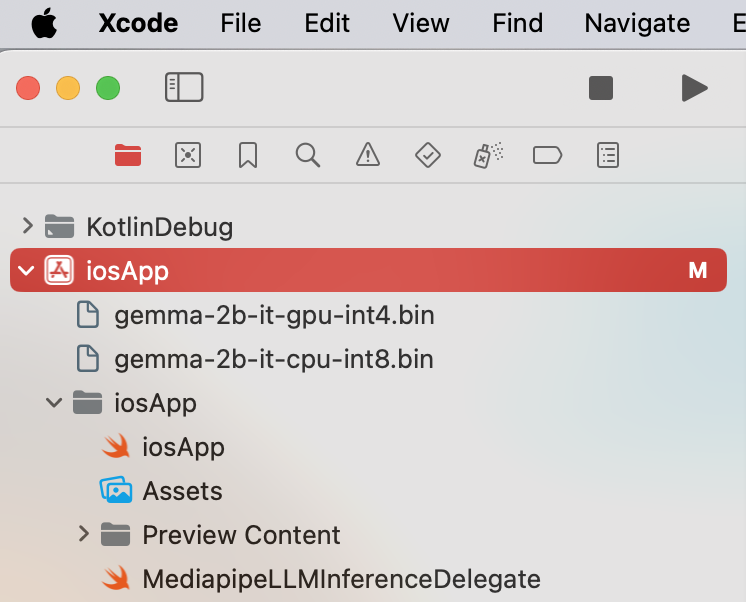 Xcode File Edit View Find Navigate
KotlinDebug
iosApp M
gemma-2b-it-gpu-int4.bin
gemma-2b-it-cpu-int8.bin
iosApp
iosApp
Assets
Preview Content
MediapipeLLMInferenceDelegate